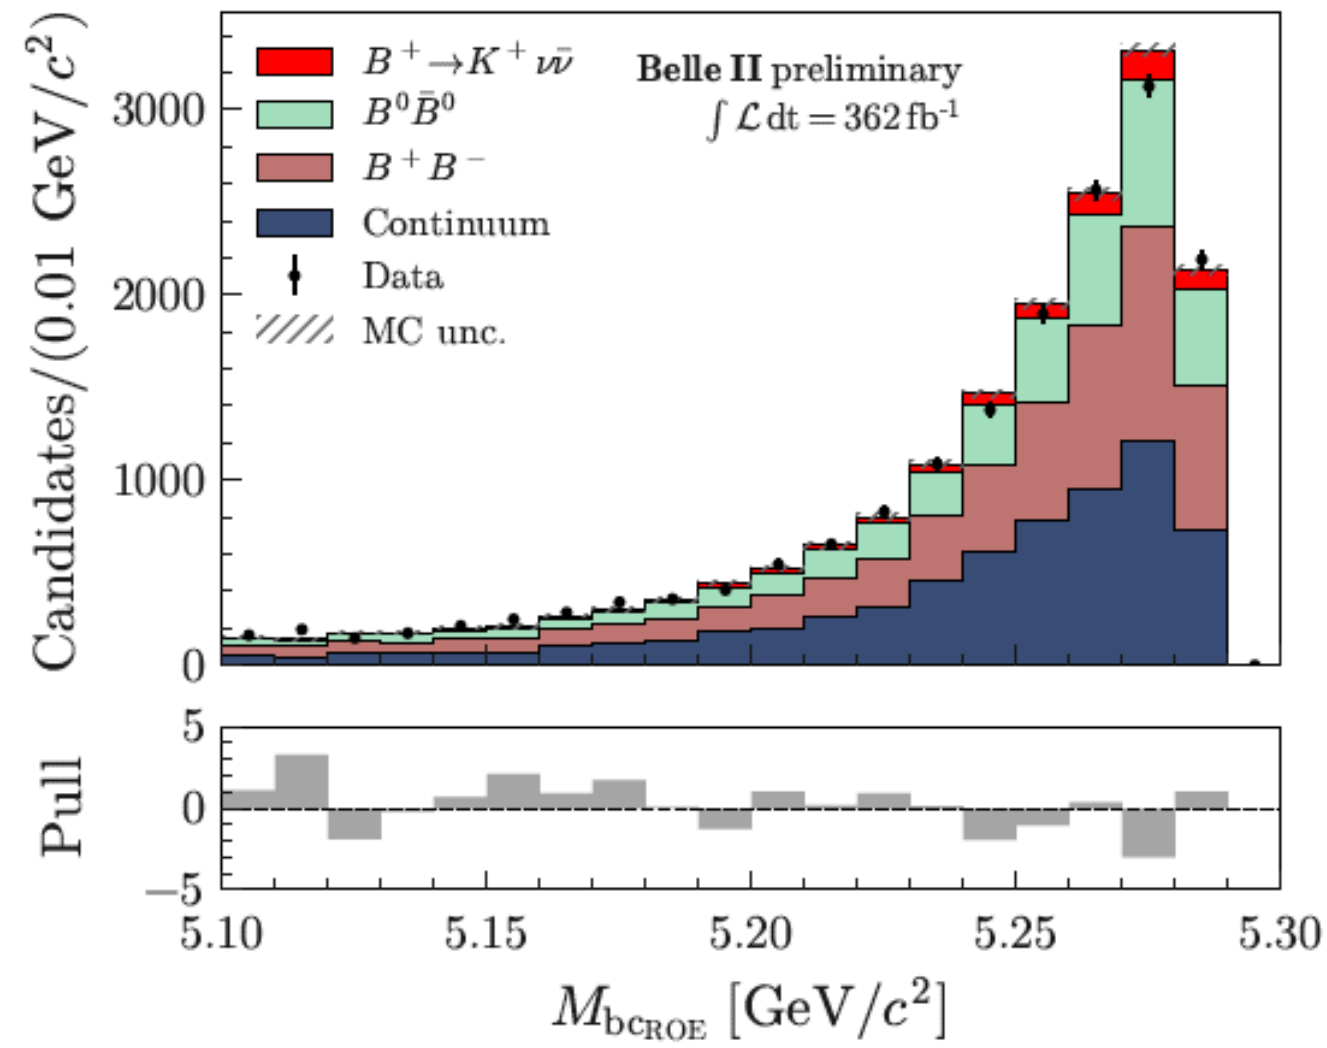 Candidates/(0.01 GeV/c²)
3000
2000
1000
0
B⁺→K⁺νν̄
B⁰B̄⁰
B⁺B⁻
Continuum
Data
MC unc.
Belle II preliminary
∫ℒdt = 362 fb⁻¹
Pull
5
0
−5
5.10 5.15 5.20 5.25 5.30
M_bc_ROE [GeV/c²]